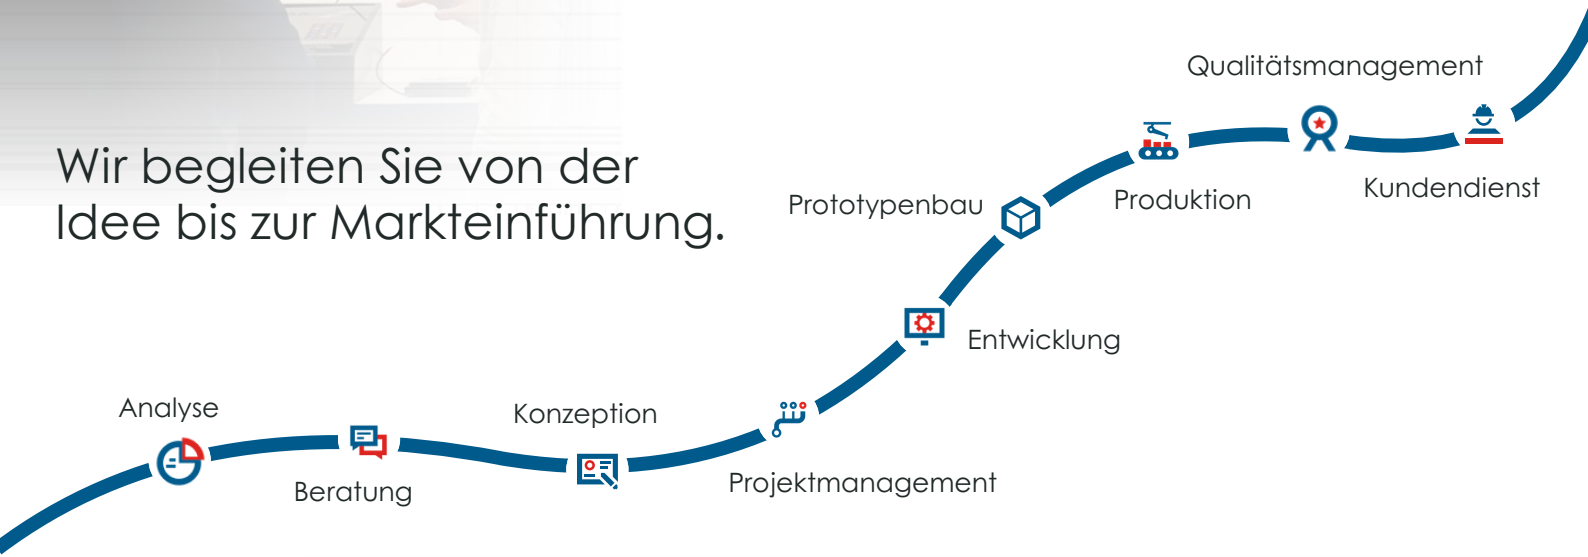 Wir begleiten Sie von der
Idee bis zur Markteinführung.
Analyse
Beratung
Konzeption
Projektmanagement
Entwicklung
Prototypenbau
Produktion
Qualitätsmanagement
Kundendienst